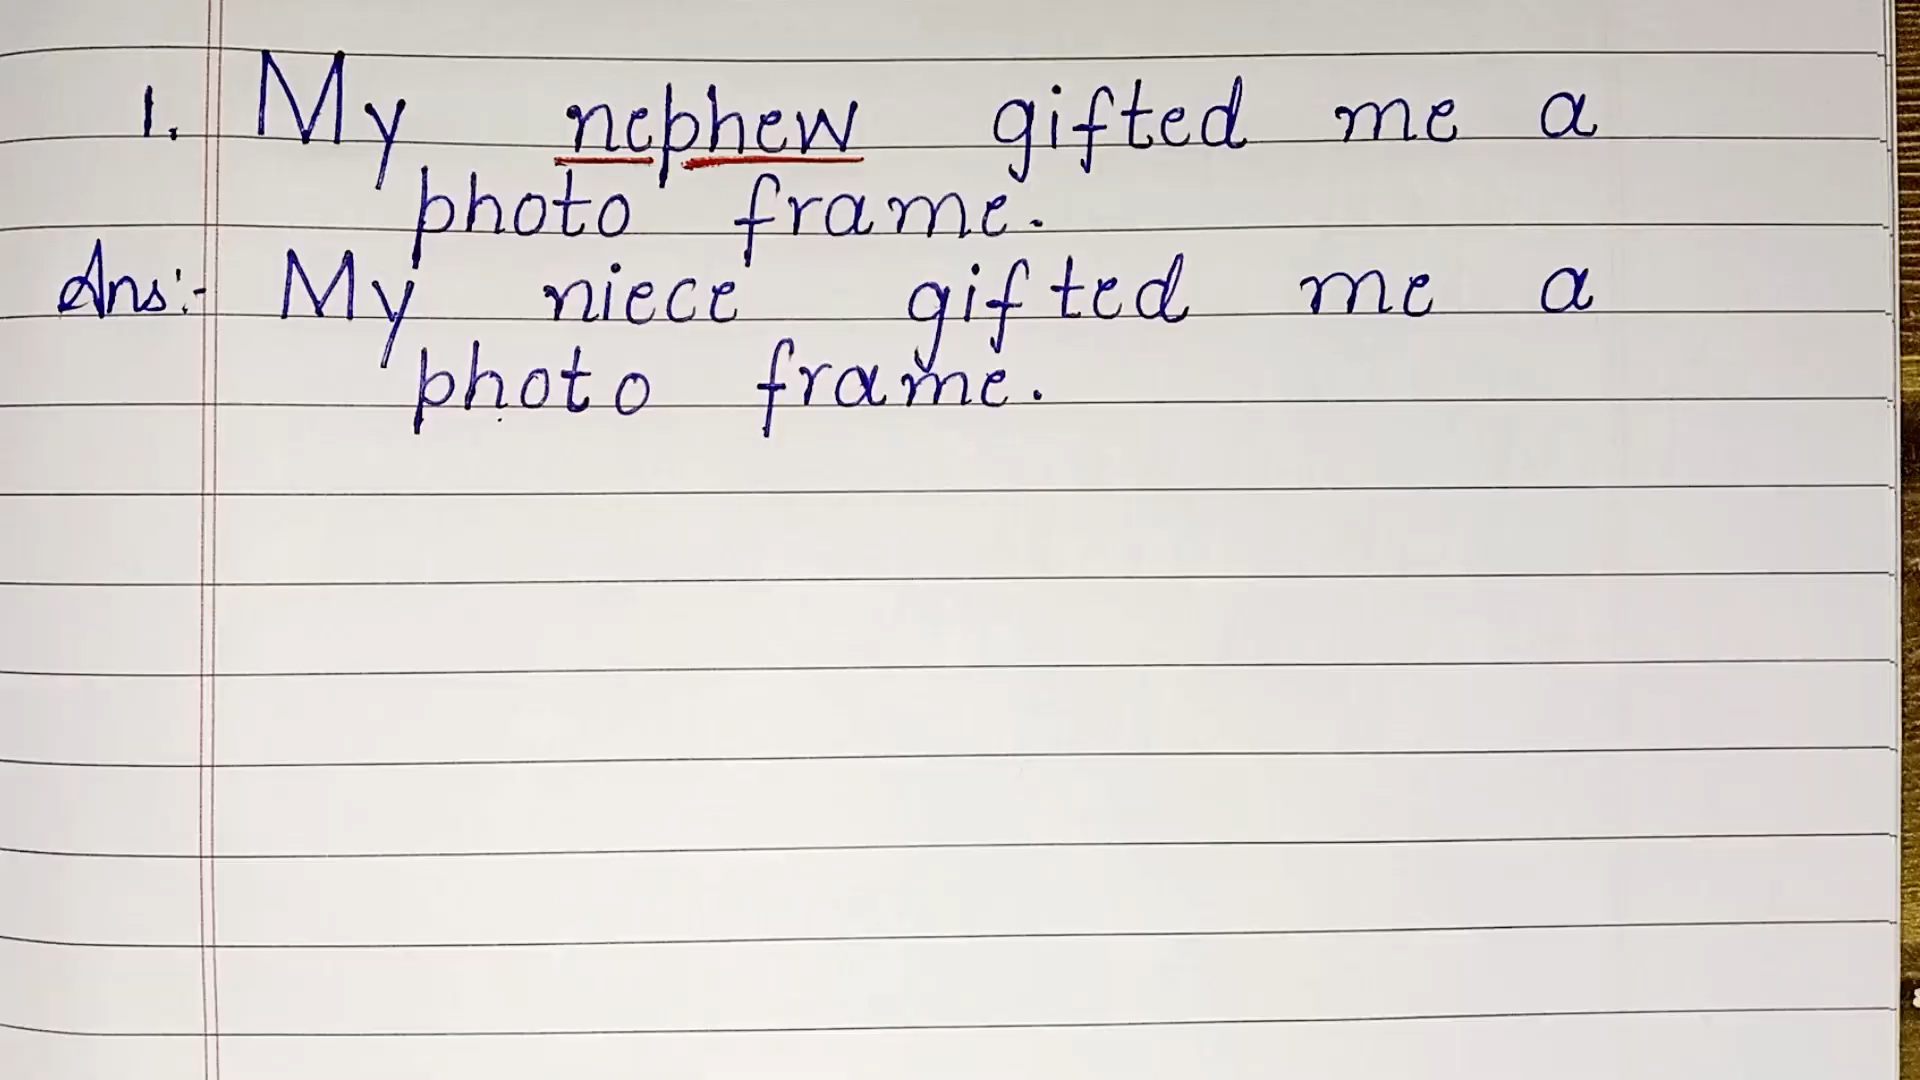 1. My nephew gifted me a
photo frame.
Ans:- My niece gifted me a
photo frame.